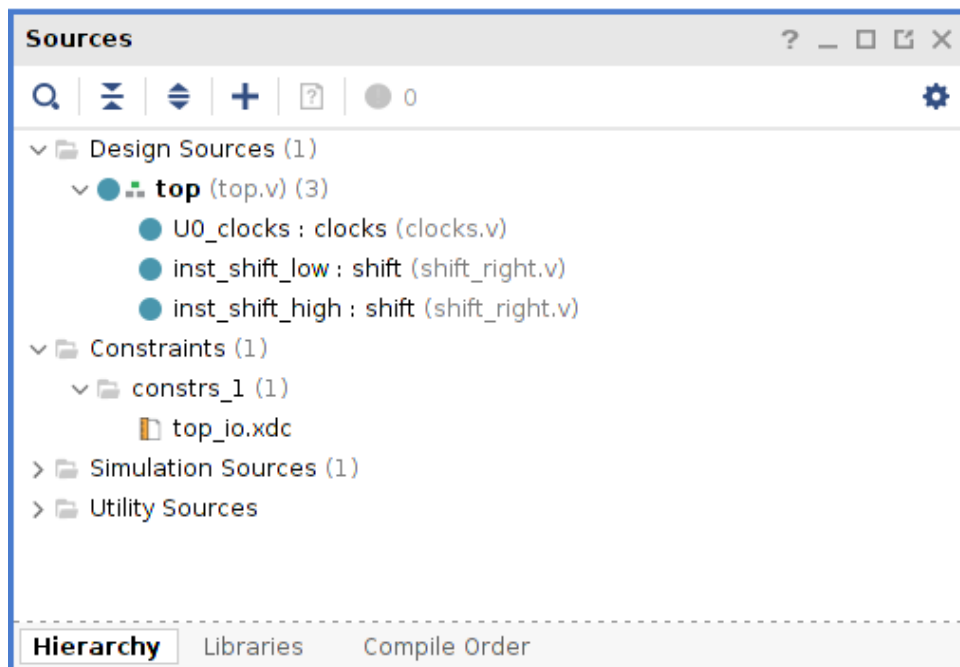 Sources
0
Design Sources (1)
top (top.v) (3)
U0_clocks : clocks (clocks.v)
inst_shift_low : shift (shift_right.v)
inst_shift_high : shift (shift_right.v)
Constraints (1)
constrs_1 (1)
top_io.xdc
Simulation Sources (1)
Utility Sources
Hierarchy Libraries Compile Order